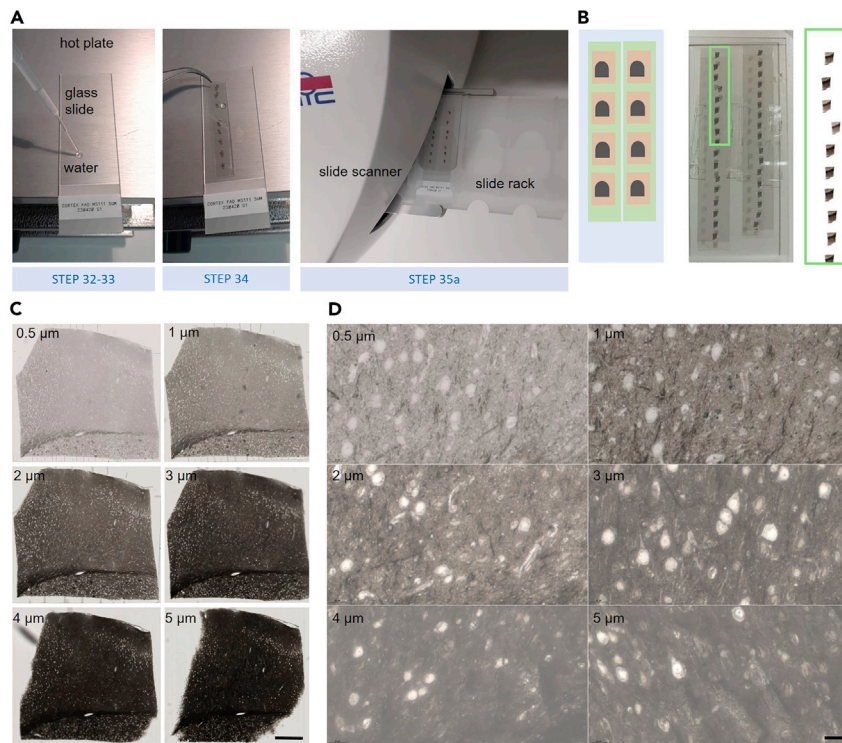 A
B
hot plate
glass
slide
water
CORTEX PAD
slide scanner
slide rack
STEP 32-33
STEP 34
STEP 35a
C
D
0.5 µm
1 µm
2 µm
3 µm
4 µm
5 µm
0.5 µm
1 µm
2 µm
3 µm
4 µm
5 µm